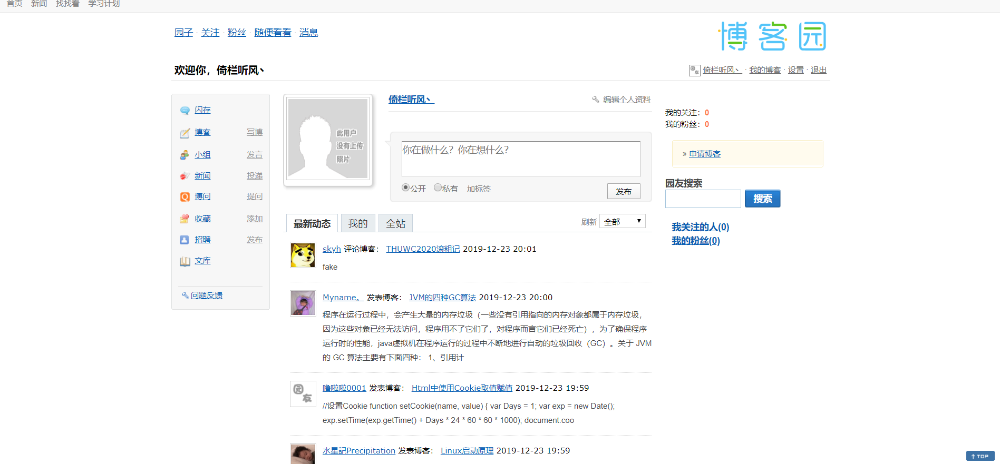 首页 新闻 找找看 学习计划
园子 · 关注 · 粉丝 · 随便看看 · 消息
博客园
欢迎你，倚栏听风丶
园友 倚栏听风丶 · 我的博客 · 设置 · 退出
闪存
博客 写博
小组 发言
新闻 投递
博问 提问
收藏 添加
招聘 发布
文库
问题反馈
此用户
没有上传
照片
倚栏听风丶 编辑个人资料
你在做什么？你在想什么？
公开 私有 加标签 发布
最新动态 我的 全站 刷新 全部
skyh 评论博客： THUWC2020滚粗记 2019-12-23 20:01
fake
Myname。 发表博客： JVM的四种GC算法 2019-12-23 20:00
程序在运行过程中，会产生大量的内存垃圾（一些没有引用指向的内存对象都属于内存垃圾，
因为这些对象已经无法访问，程序用不了它们了，对程序而言它们已经死亡），为了确保程序
运行时的性能，java虚拟机在程序运行的过程中不断地进行自动的垃圾回收（GC）。关于 JVM
的 GC 算法主要有下面四种： 1、引用计
园友
噜啦啦0001 发表博客： Html中使用Cookie取值赋值 2019-12-23 19:59
//设置Cookie function setCookie(name, value) { var Days = 1; var exp = new Date();
exp.setTime(exp.getTime() + Days * 24 * 60 * 60 * 1000); document.coo
水星記Precipitation 发表博客： Linux启动原理 2019-12-23 19:59
我的关注：0
我的粉丝：0
» 申请博客
园友搜索
搜索
我关注的人(0)
我的粉丝(0)
↑ TOP